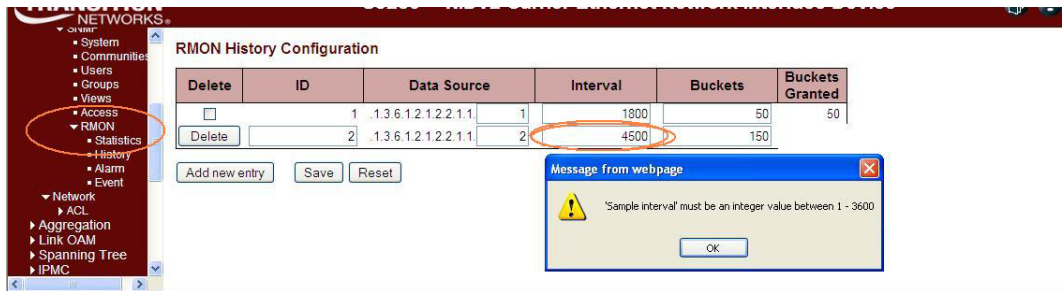 NETWORKS®
System
Communities
Users
Groups
Views
Access
RMON
Statistics
History
Alarm
Event
Network
ACL
Aggregation
Link OAM
Spanning Tree
IPMC
RMON History Configuration
Delete ID Data Source Interval Buckets Buckets Granted
1 .1.3.6.1.2.1.2.2.1.1. 1 1800 50 50
Delete 2 .1.3.6.1.2.1.2.2.1.1. 2 4500 150
Add new entry Save Reset
Message from webpage
'Sample interval' must be an integer value between 1 - 3600
OK